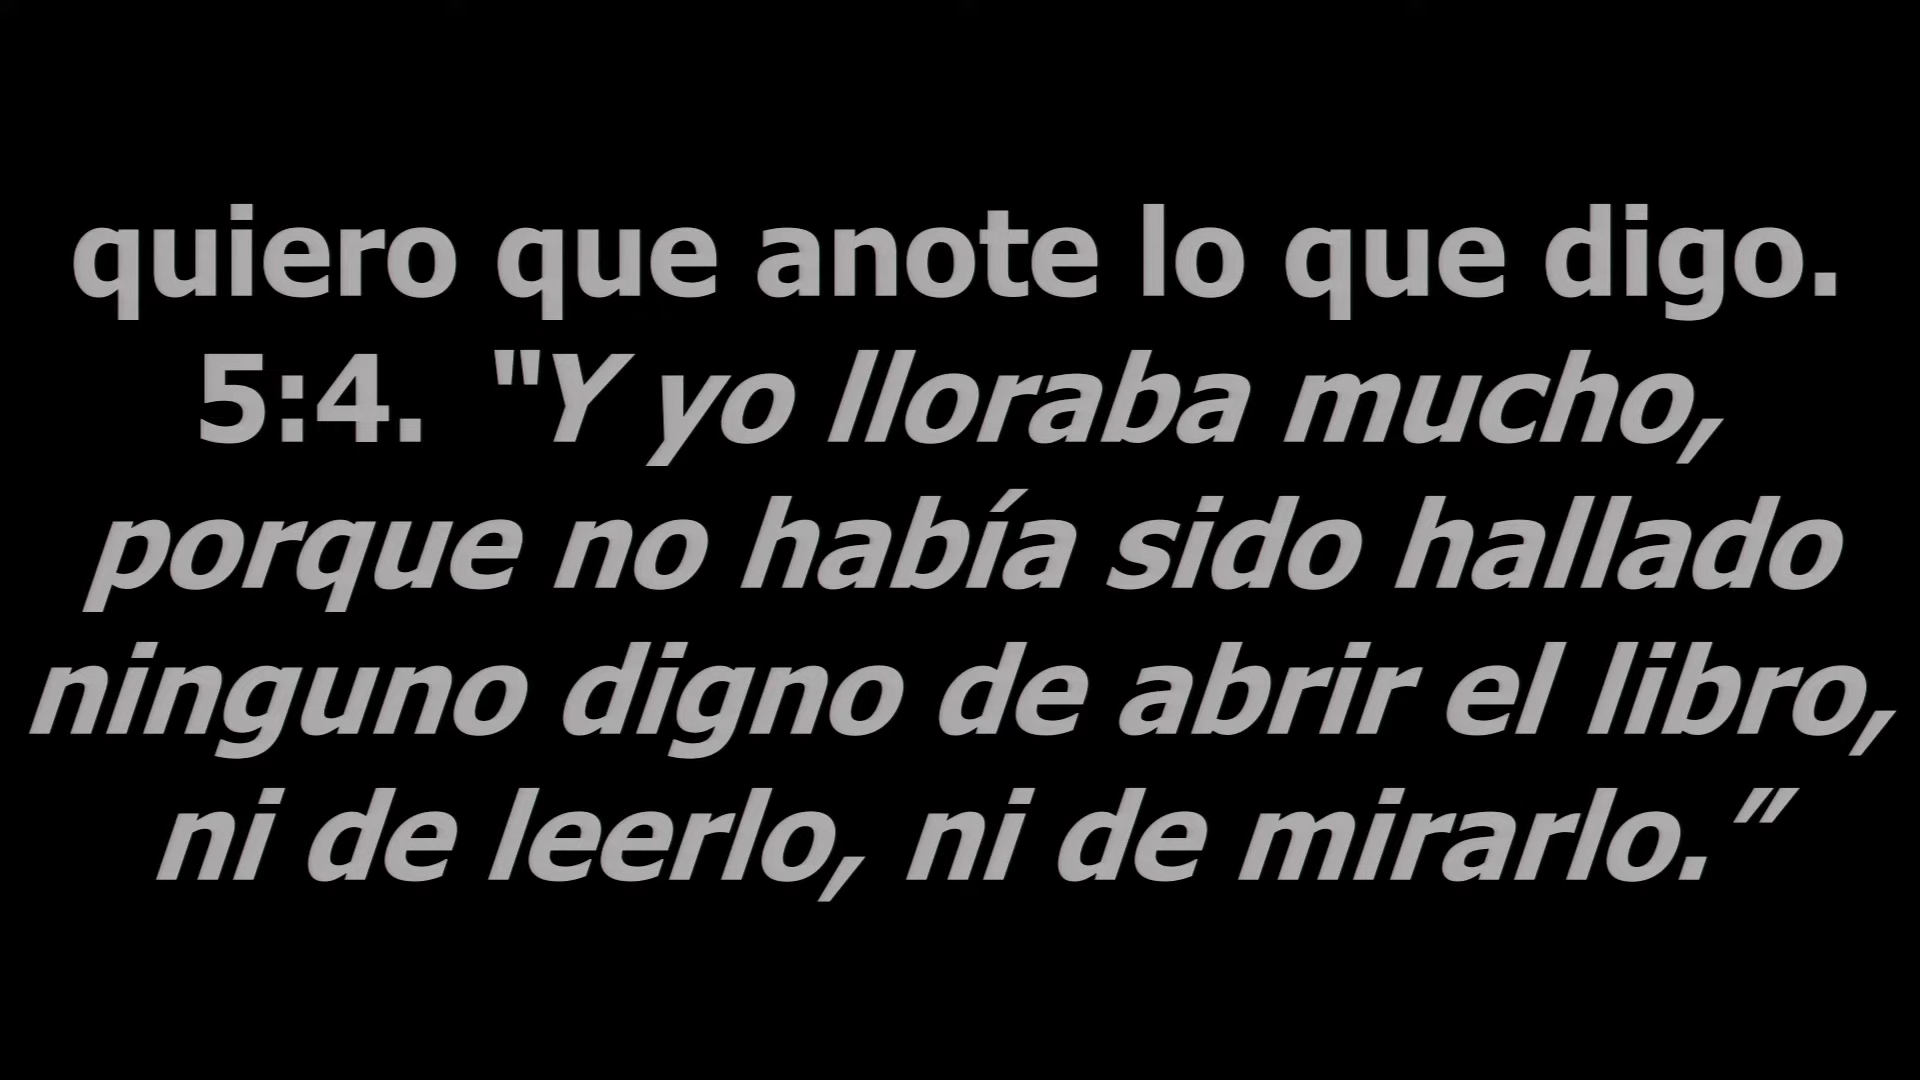 quiero que anote lo que digo.
5:4. "Y yo lloraba mucho,
porque no había sido hallado
ninguno digno de abrir el libro,
ni de leerlo, ni de mirarlo.”